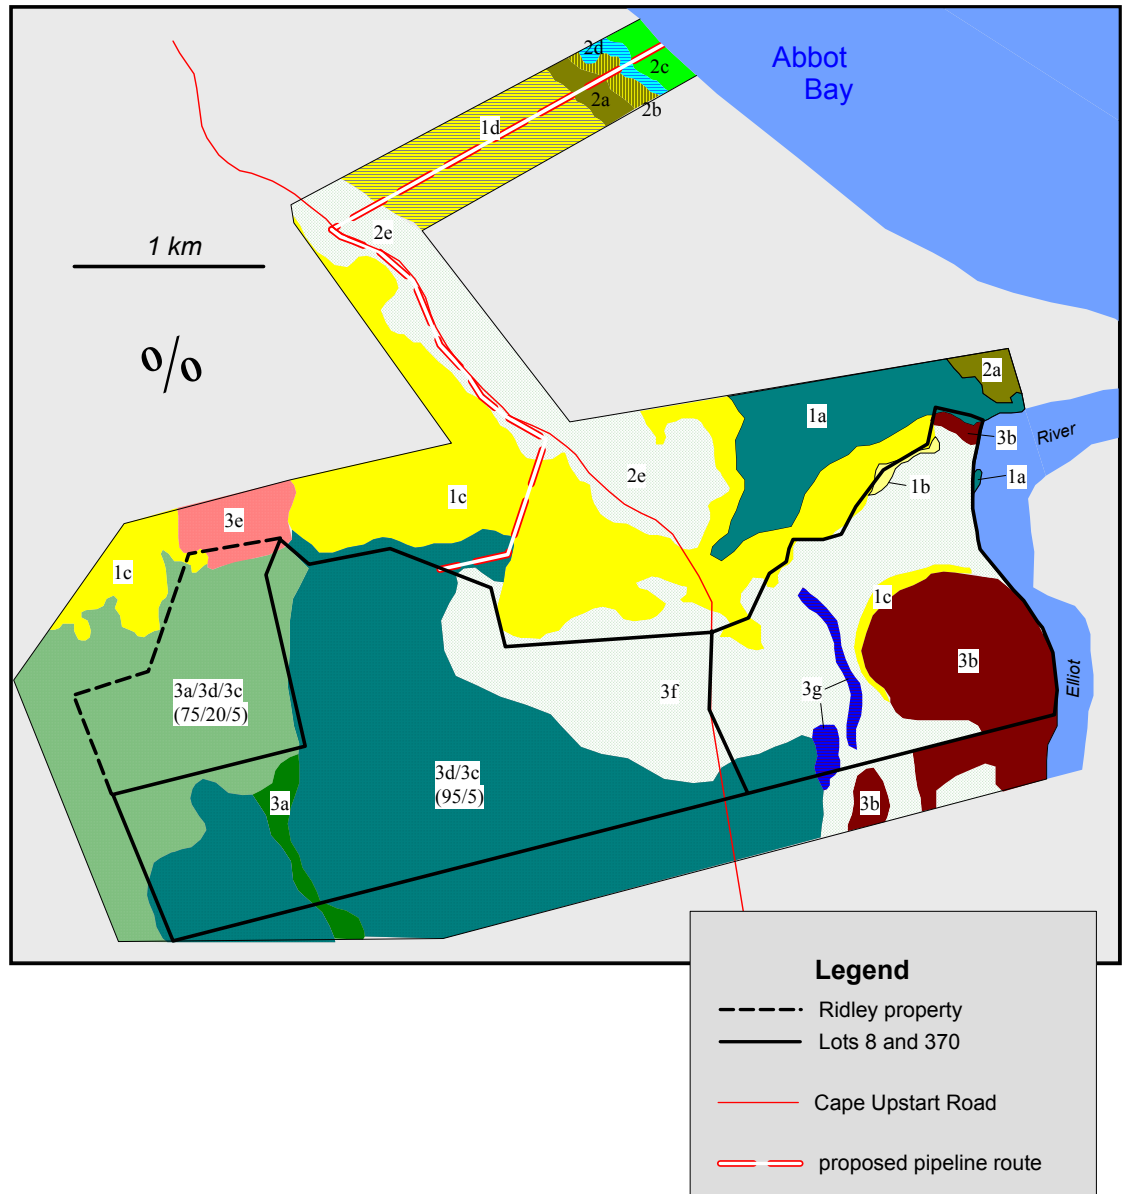 Abbot
Bay
2d
2c
2a
2b
1d
2e
1 km
%
2a
1a
3b
River
2e
1b
1a
1c
3e
1c
1c
3b
Elliot
3a/3d/3c
(75/20/5)
3f
3g
3d/3c
(95/5)
3a
3b
Legend
Ridley property
Lots 8 and 370
Cape Upstart Road
proposed pipeline route